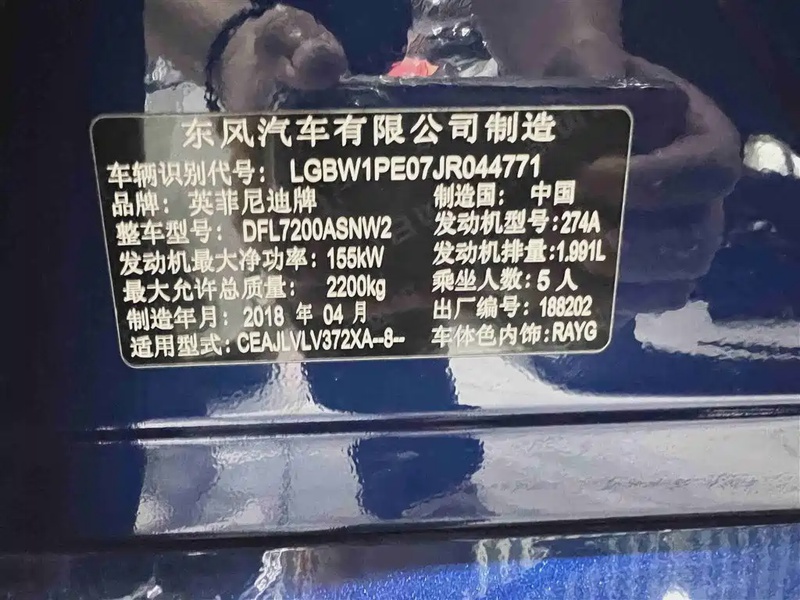 东风汽车有限公司制造
车辆识别代号: LGBW1PE07JR044771
品牌: 英菲尼迪牌 制造国: 中国
整车型号: DFL7200ASNW2 发动机型号:274A
发动机最大净功率: 155kW 发动机排量:1.991L
最大允许总质量: 2200kg 乘坐人数:5 人
制造年月: 2018 年 04 月 出厂编号: 188202
适用型式: CEAJLVLV372XA--8-- 车体色内饰: RAYG